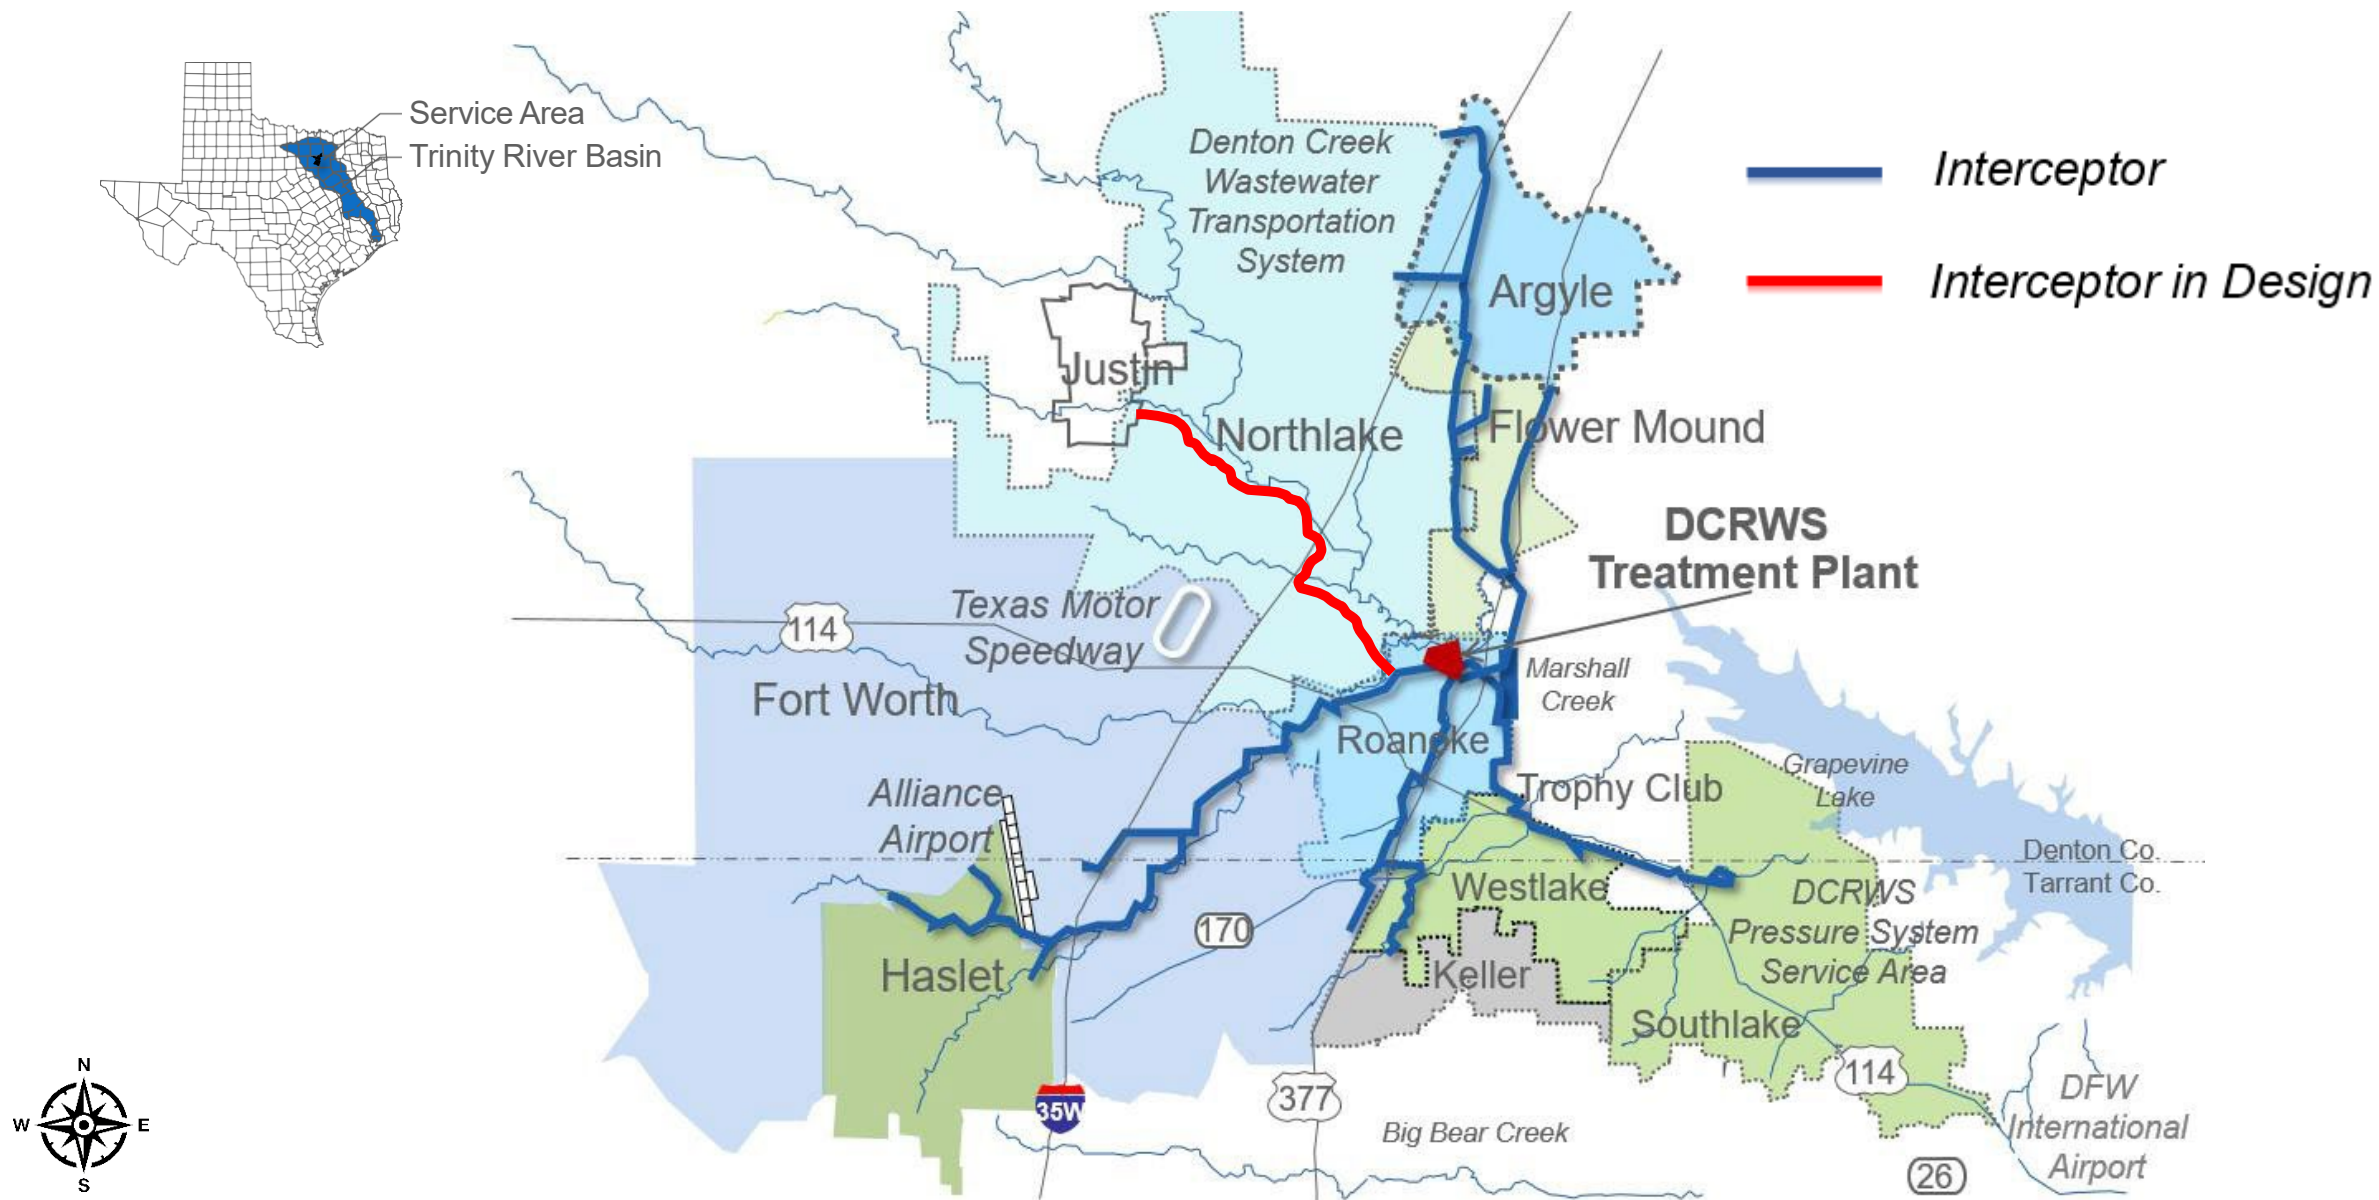 Service Area
Trinity River Basin
Denton Creek
Wastewater
Transportation
System
Interceptor
Interceptor in Design
Argyle
Justin
Northlake
Flower Mound
DCRWS
Treatment Plant
Texas Motor
Speedway
114
Marshall
Creek
Fort Worth
Roanoke
Alliance
Airport
Trophy Club
Grapevine
Lake
Denton Co.
Tarrant Co.
Westlake
DCRWS
Pressure System
Service Area
170
Haslet
Keller
Southlake
35W
377
114
DFW
International
Airport
Big Bear Creek
26
N
W
E
S